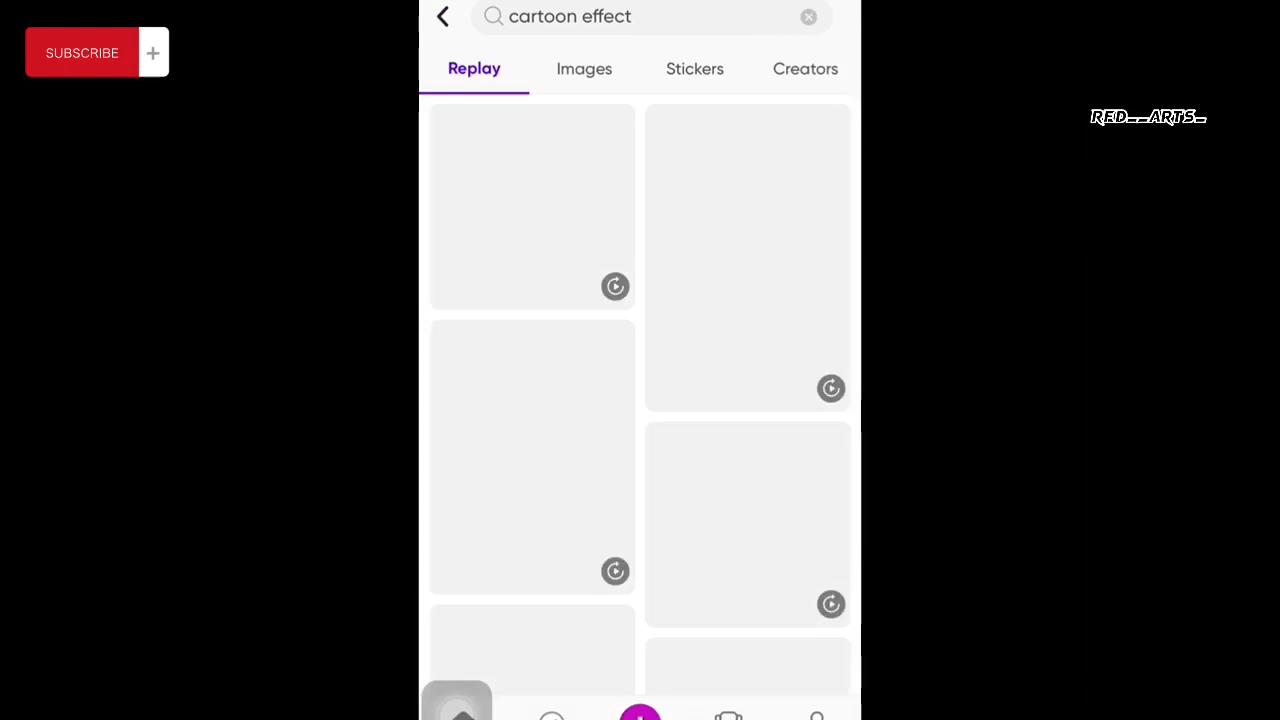 SUBSCRIBE +
cartoon effect
Replay Images Stickers Creators
RED__ARTS_